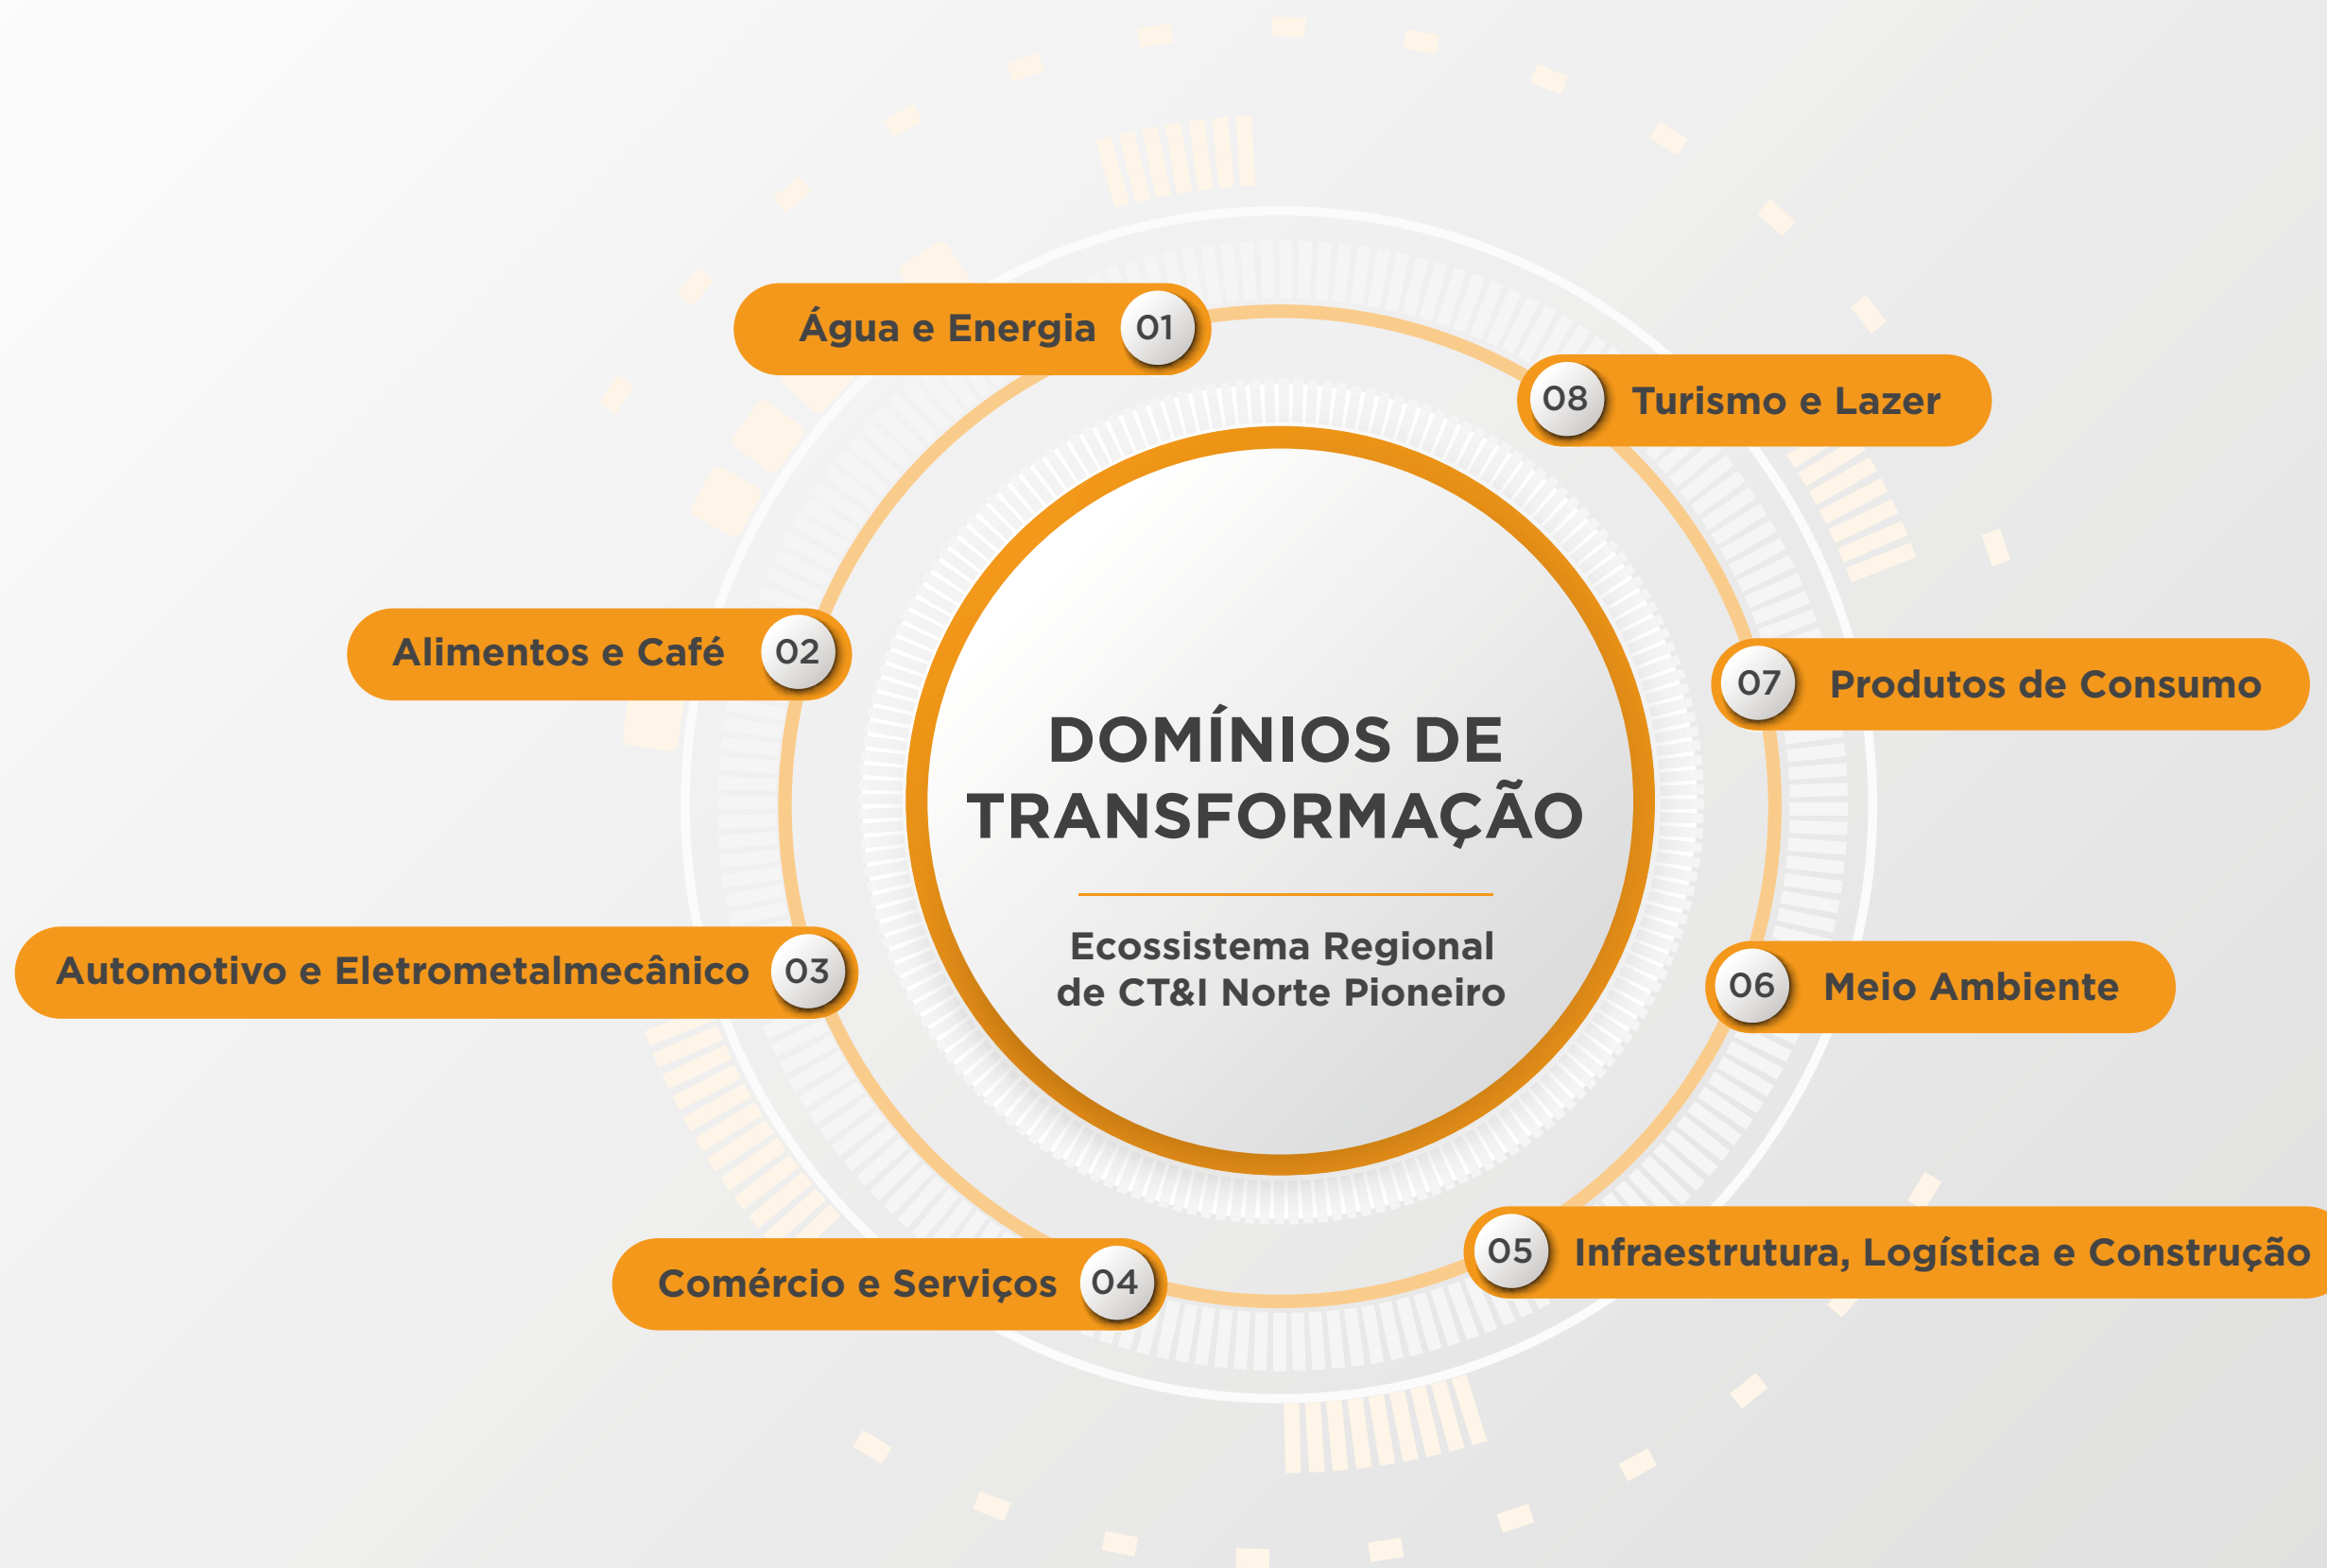 DOMÍNIOS DE
TRANSFORMAÇÃO
Ecossistema Regional
de CT&I Norte Pioneiro
Água e Energia 01
Alimentos e Café 02
Automotivo e Eletrometalmecânico 03
Comércio e Serviços 04
05 Infraestrutura, Logística e Construção
06 Meio Ambiente
07 Produtos de Consumo
08 Turismo e Lazer